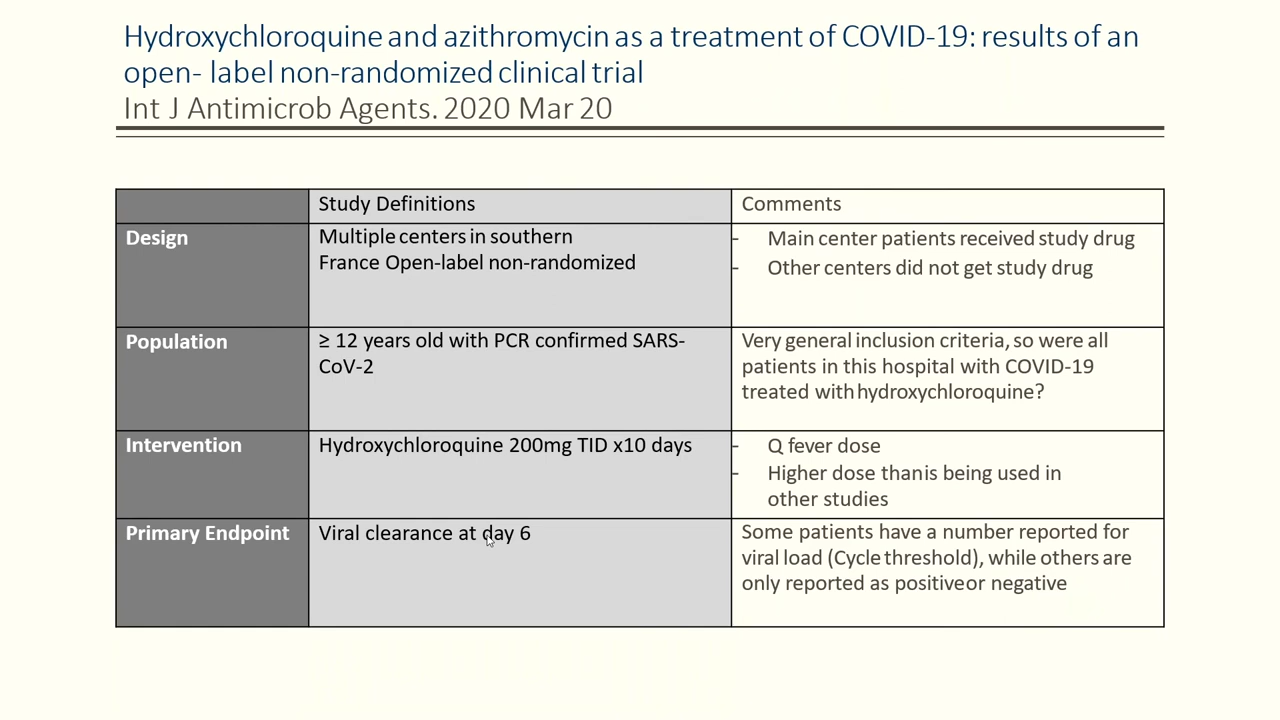 Hydroxychloroquine and azithromycin as a treatment of COVID-19: results of an
open- label non-randomized clinical trial
Int J Antimicrob Agents. 2020 Mar 20
Study Definitions
Comments
Design
Multiple centers in southern
France Open-label non-randomized
- Main center patients received study drug
- Other centers did not get study drug
Population
≥ 12 years old with PCR confirmed SARS-
CoV-2
Very general inclusion criteria, so were all
patients in this hospital with COVID-19
treated with hydroxychloroquine?
Intervention
Hydroxychloroquine 200mg TID x10 days
- Q fever dose
- Higher dose than is being used in
other studies
Primary Endpoint
Viral clearance at day 6
Some patients have a number reported for
viral load (Cycle threshold), while others are
only reported as positive or negative